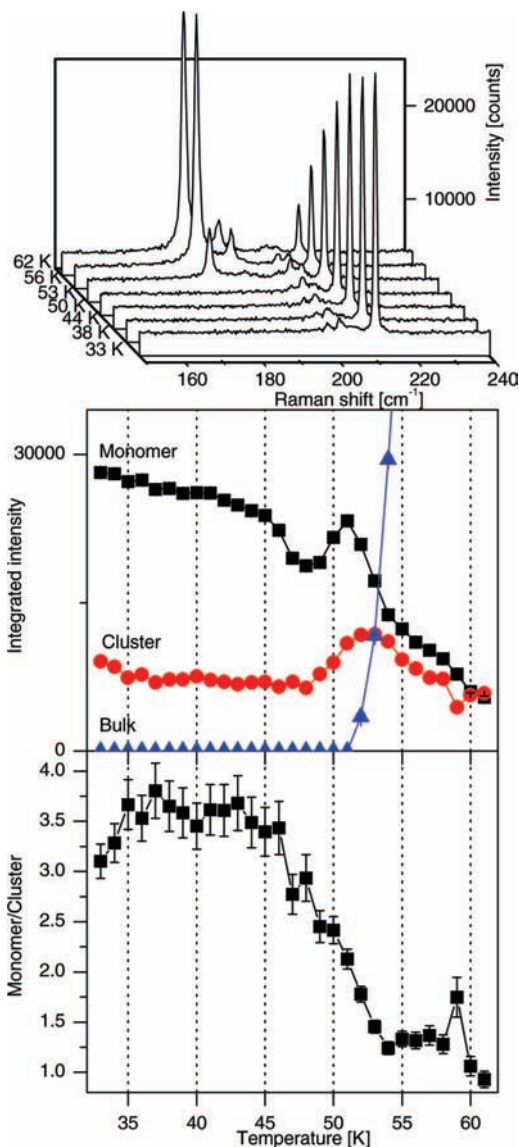 20000
10000
Intensity [counts]
62 K
56 K
53 K
50 K
44 K
38 K
33 K
160 180 200 220 240
Raman shift [cm⁻¹]
30000
Monomer
Integrated intensity
Cluster
Bulk
0
4.0
3.5
3.0
2.5
2.0
1.5
1.0
Monomer/Cluster
35 40 45 50 55 60
Temperature [K]